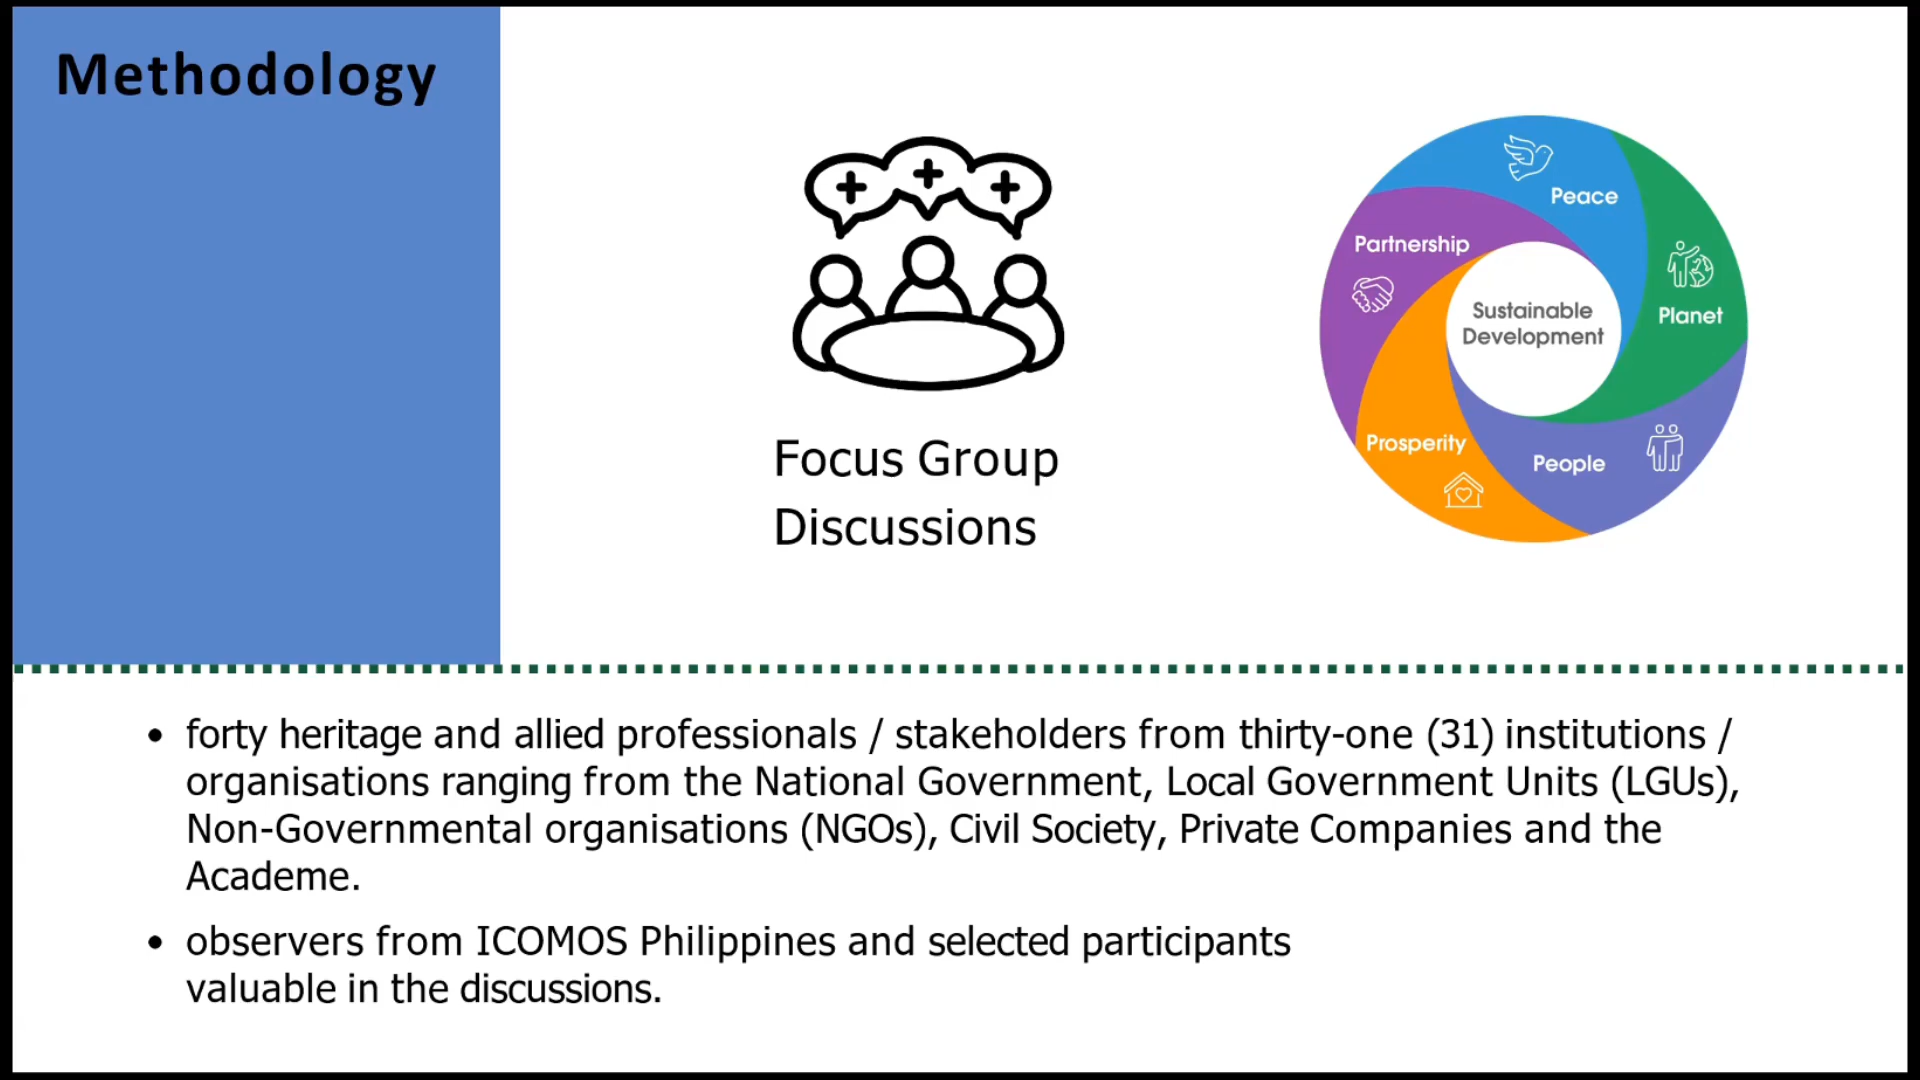 Methodology
Focus Group
Discussions
Peace
Partnership
Planet
Sustainable
Development
Prosperity
People
• forty heritage and allied professionals / stakeholders from thirty-one (31) institutions /
organisations ranging from the National Government, Local Government Units (LGUs),
Non-Governmental organisations (NGOs), Civil Society, Private Companies and the
Academe.
• observers from ICOMOS Philippines and selected participants
valuable in the discussions.